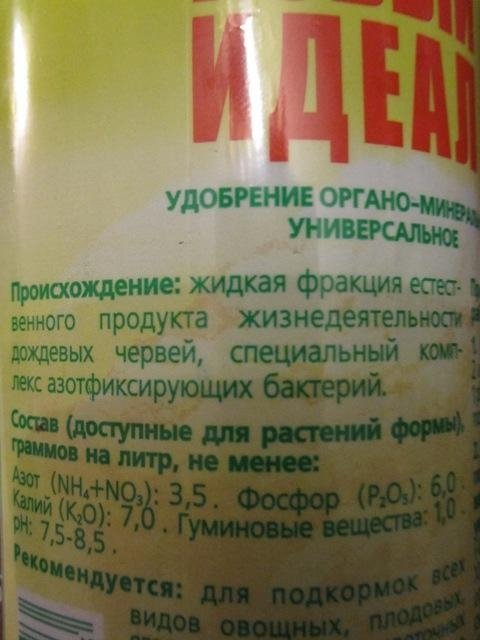 ИДЕАЛ
УДОБРЕНИЕ ОРГАНО-МИНЕРА
УНИВЕРСАЛЬНОЕ
Происхождение: жидкая фракция естест-
венного продукта жизнедеятельности
дождевых червей, специальный комп-
лекс азотфиксирующих бактерий.
Состав (доступные для растений формы),
граммов на литр, не менее:
Азот (NH₄+NO₃): 3,5. Фосфор (P₂O₅): 6,0.
Калий (K₂O): 7,0. Гуминовые вещества: 1,0.
pH: 7,5-8,5.
Рекомендуется: для подкормок всех
видов овощных, плодовых,